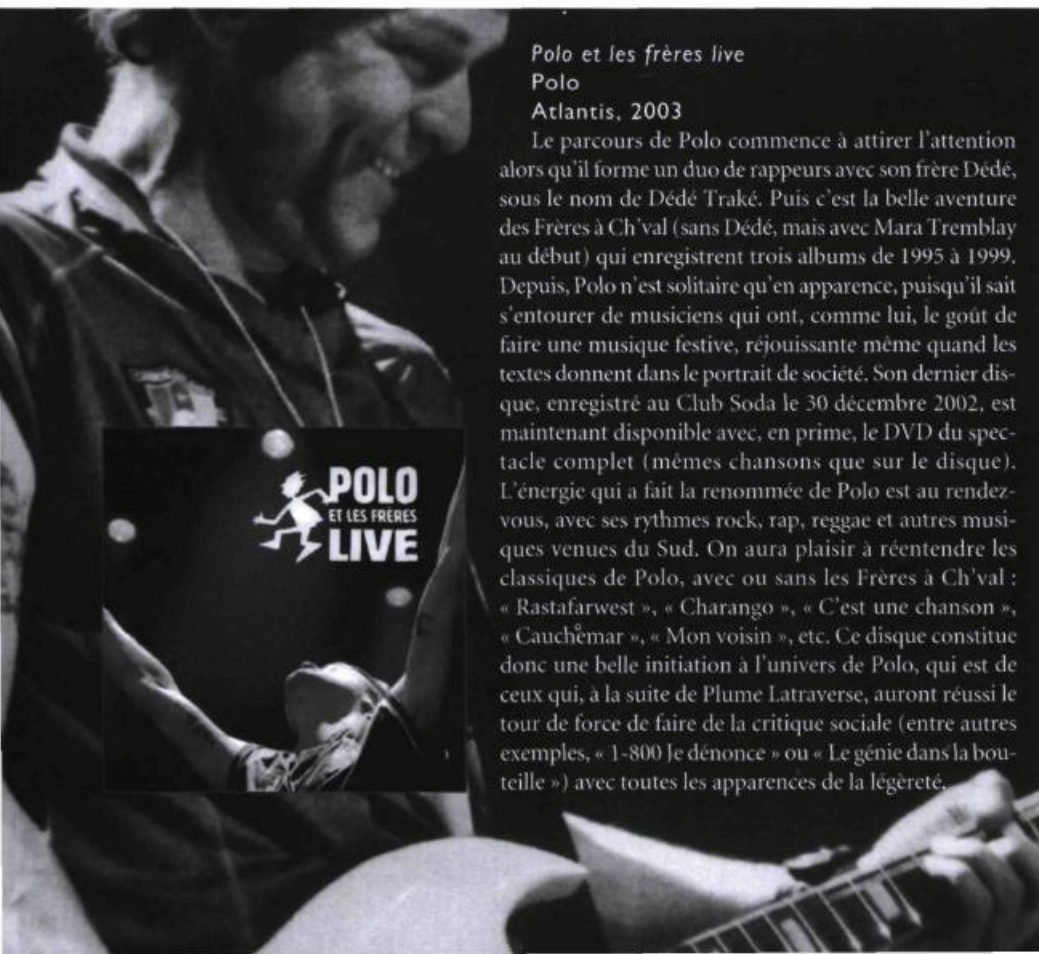 Polo et les frères live
Polo
Atlantis, 2003
Le parcours de Polo commence à attirer l'attention
alors qu'il forme un duo de rappeurs avec son frère Dédé,
sous le nom de Dédé Traké. Puis c'est la belle aventure
des Frères à Ch'val (sans Dédé, mais avec Mara Tremblay
au début) qui enregistrent trois albums de 1995 à 1999.
Depuis, Polo n'est solitaire qu'en apparence, puisqu'il sait
s'entourer de musiciens qui ont, comme lui, le goût de
faire une musique festive, réjouissante même quand les
textes donnent dans le portrait de société. Son dernier dis-
que, enregistré au Club Soda le 30 décembre 2002, est
maintenant disponible avec, en prime, le DVD du spec-
tacle complet (mêmes chansons que sur le disque).
L'énergie qui a fait la renommée de Polo est au rendez-
vous, avec ses rythmes rock, rap, reggae et autres musi-
ques venues du Sud. On aura plaisir à réentendre les
classiques de Polo, avec ou sans les Frères à Ch'val :
« Rastafarwest », « Charango », « C'est une chanson »,
« Cauchemar », « Mon voisin », etc. Ce disque constitue
donc une belle initiation à l'univers de Polo, qui est de
ceux qui, à la suite de Plume Latraverse, auront réussi le
tour de force de faire de la critique sociale (entre autres
exemples, « 1-800 Je dénonce » ou « Le génie dans la bou-
teille ») avec toutes les apparences de la légèreté.
POLO
ET LES FRÈRES
LIVE